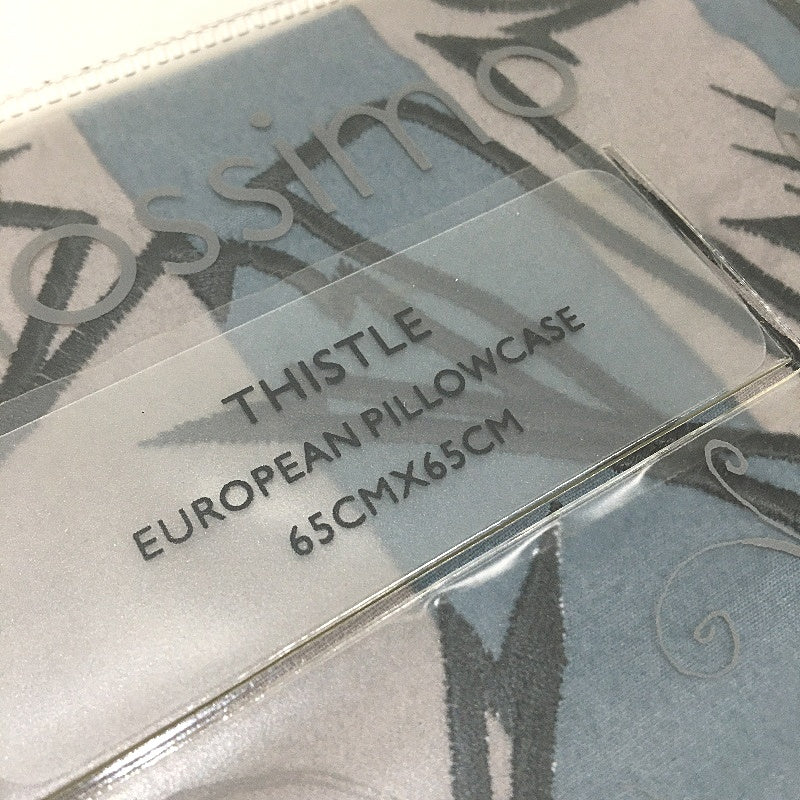 ossimo
THISTLE
EUROPEAN PILLOWCASE
65CMX65CM